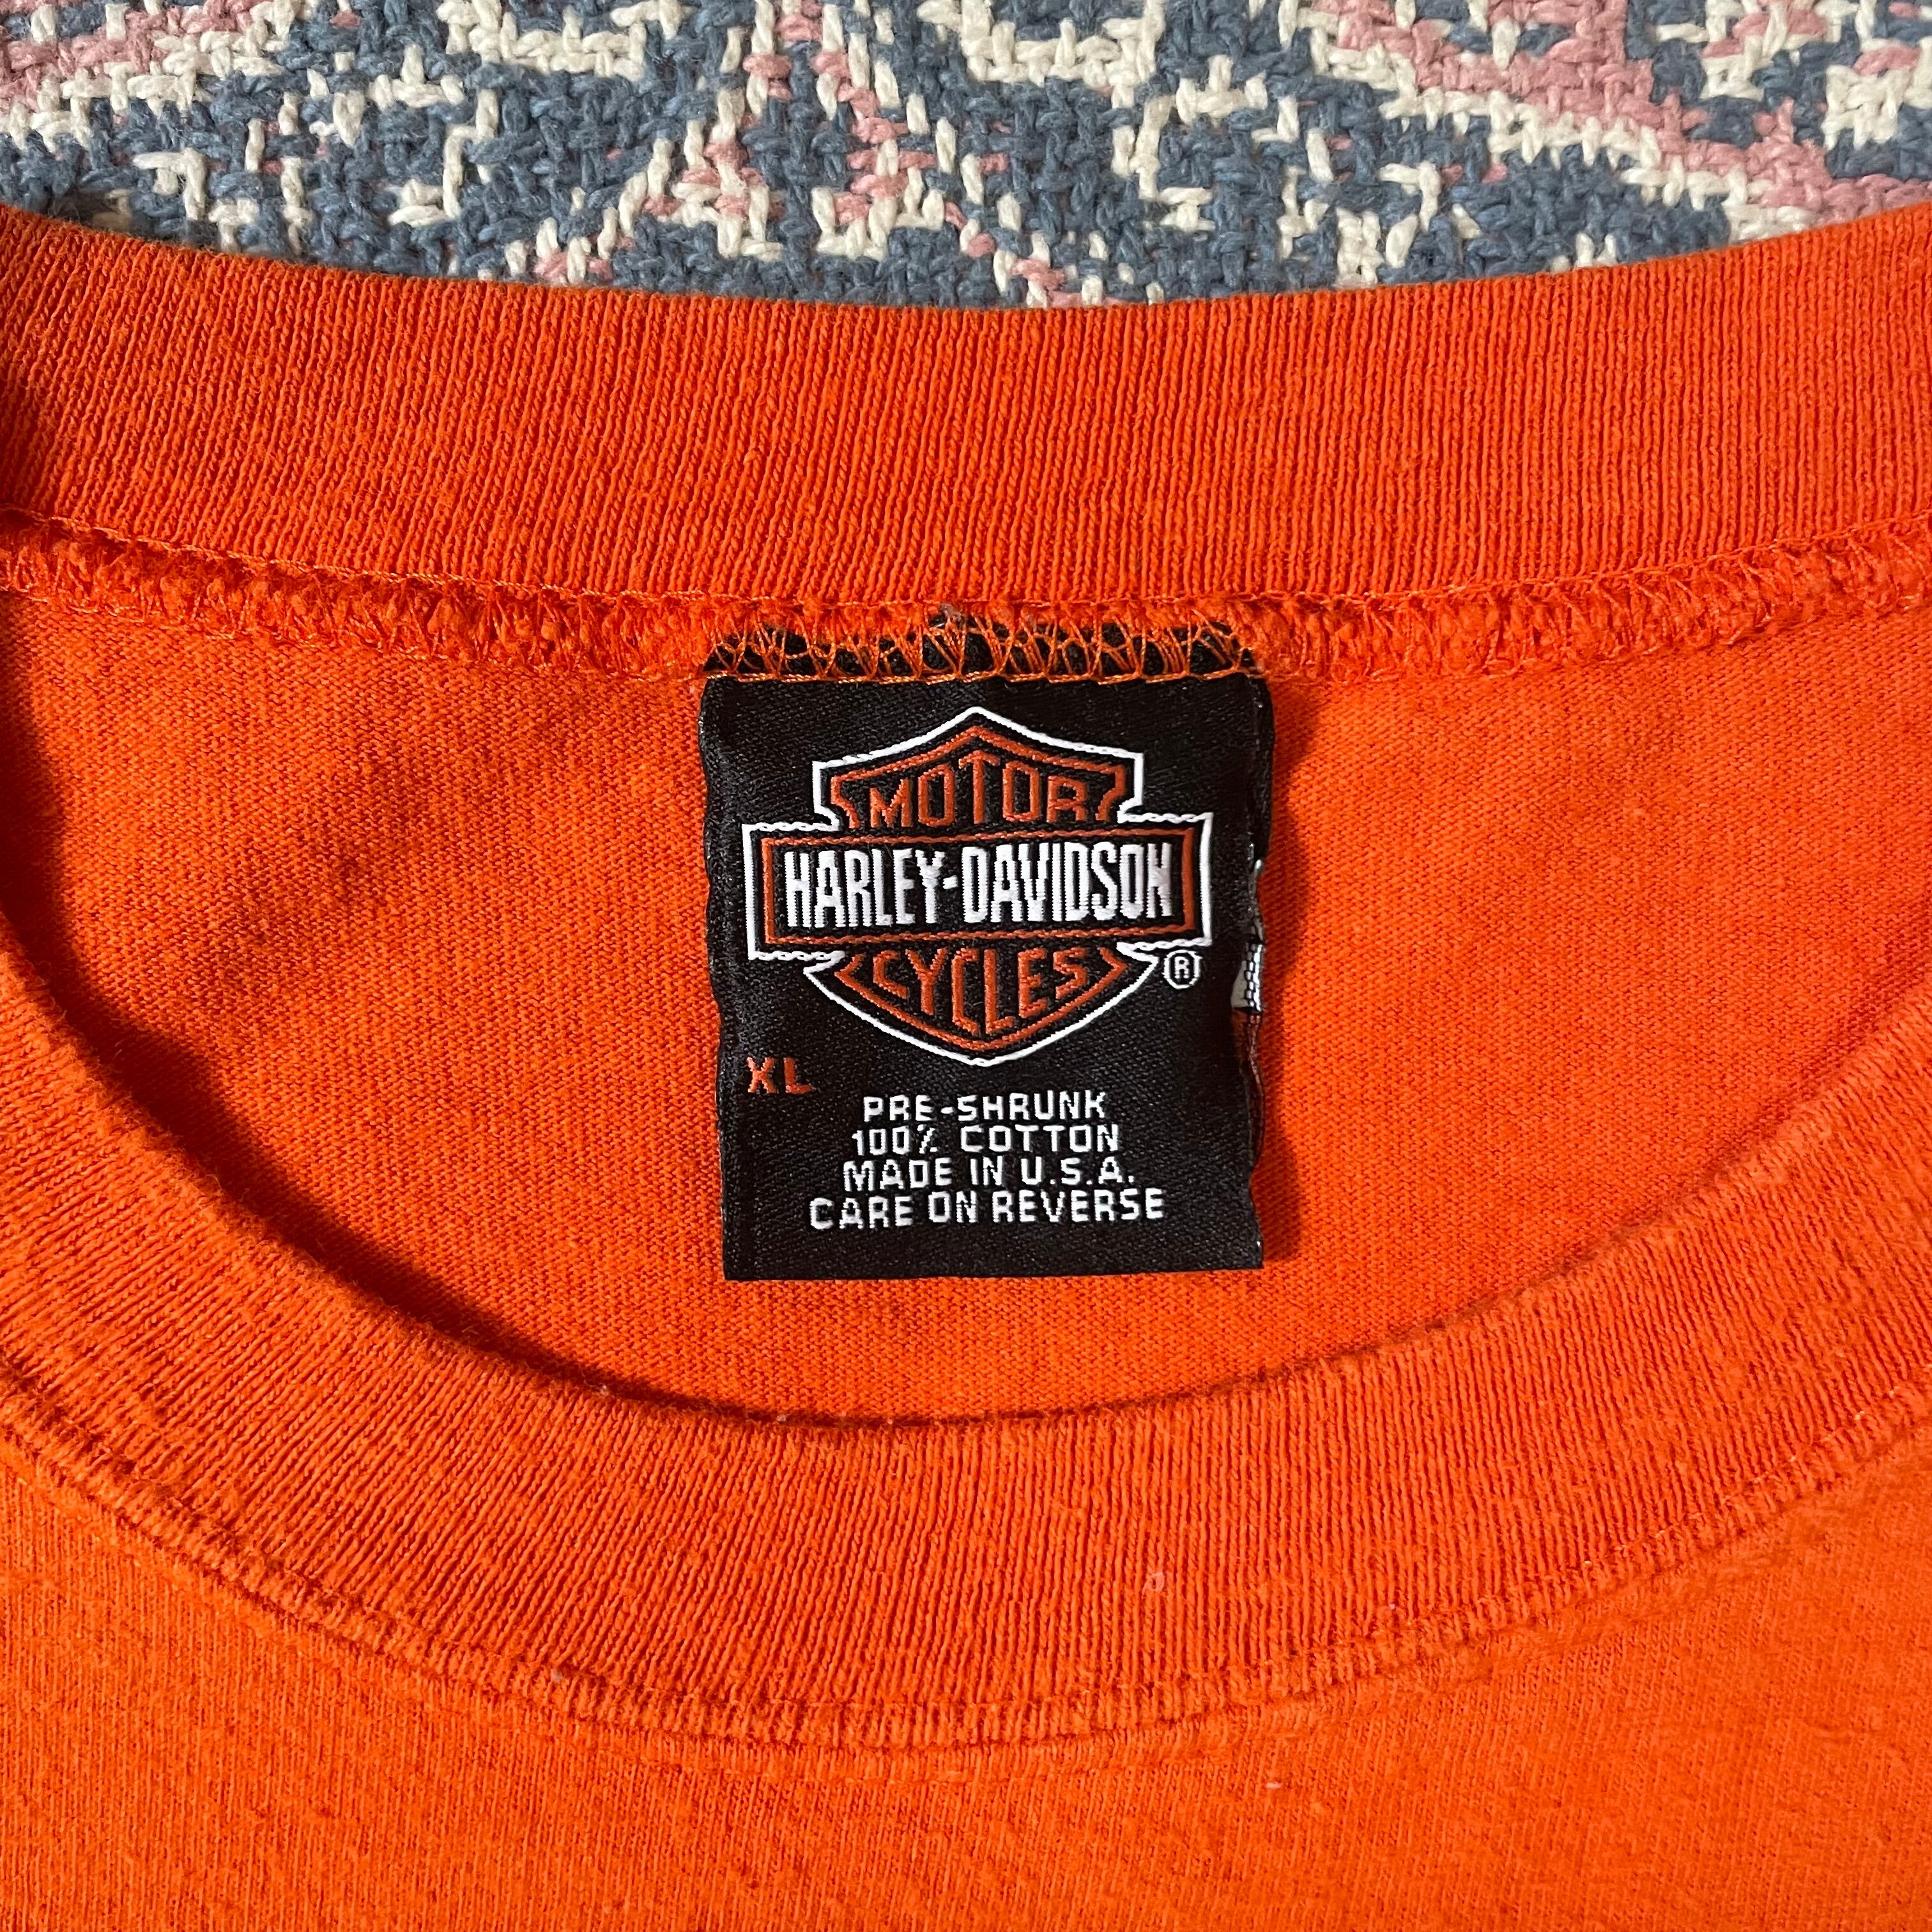 MOTOR
HARLEY-DAVIDSON
CYCLES
®
XL
PRE-SHRUNK
100% COTTON
MADE IN U.S.A.
CARE ON REVERSE